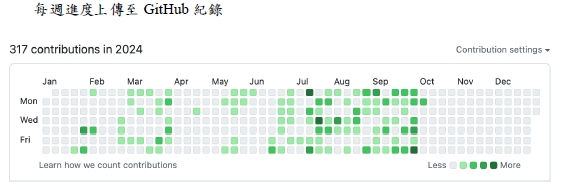 每週進度上傳至 GitHub 紀錄
317 contributions in 2024
Contribution settings
Jan Feb Mar Apr May Jun Jul Aug Sep Oct Nov Dec
Mon
Wed
Fri
Learn how we count contributions
Less More